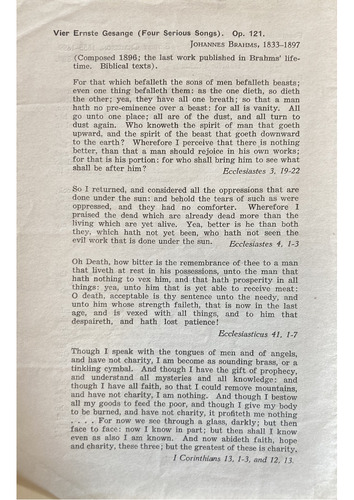 Vier Ernste Gesange (Four Serious Songs). Op. 121.
JOHANNES BRAHMS, 1833-1897
(Composed 1896; the last work published in Brahms' life-
time. Biblical texts).
For that which befalleth the sons of men befalleth beasts;
even one thing befalleth them: as the one dieth, so dieth
the other; yea, they have all one breath; so that a man
hath no pre-eminence over a beast: for all is vanity. All
go unto one place; all are of the dust, and all turn to
dust again. Who knoweth the spirit of man that goeth
upward, and the spirit of the beast that goeth downward
to the earth? Wherefore I perceive that there is nothing
better, than that a man should rejoice in his own works;
for that is his portion: for who shall bring him to see what
shall be after him?
Ecclesiastes 3, 19-22
So I returned, and considered all the oppressions that are
done under the sun: and behold the tears of such as were
oppressed, and they had no comforter. Wherefore I
praised the dead which are already dead more than the
living which are yet alive. Yea, better is he than both
they, which hath not yet been, who hath not seen the
evil work that is done under the sun. Ecclesiastes 4, 1-3
Oh Death, how bitter is the remembrance of thee to a man
that liveth at rest in his possessions, unto the man that
hath nothing to vex him, and that hath prosperity in all
things: yea, unto him that is yet able to receive meat:
O death, acceptable is thy sentence unto the needy, and
unto him whose strength faileth, that is now in the last
age, and is vexed with all things, and to him that
despaireth, and hath lost patience!
Ecclesiasticus 41, 1-7
Though I speak with the tongues of men and of angels,
and have not charity, I am become as sounding brass, or a
tinkling cymbal. And though I have the gift of prophecy,
and understand all mysteries and all knowledge: and
though I have all faith, so that I could remove mountains,
and have not charity, I am nothing. And though I bestow
all my goods to feed the poor, and though I give my body
to be burned, and have not charity, it profiteth me nothing
. . . . For now we see through a glass, darkly; but then
face to face: now I know in part; but then shall I know
even as also I am known. And now abideth faith, hope
and charity, these three; but the greatest of these is charity,
I Corinthians 13, 1-3, and 12, 13.